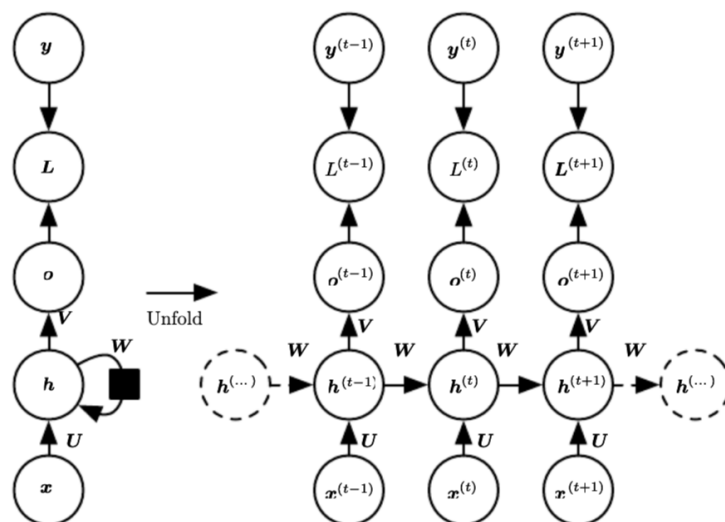 y y^(t−1) y^(t) y^(t+1)
L L^(t−1) L^(t) L^(t+1)
o o^(t−1) o^(t) o^(t+1)
Unfold
V V V V
W W W W W
h h^(...) h^(t−1) h^(t) h^(t+1) h^(...)
U U U U
x x^(t−1) x^(t) x^(t+1)